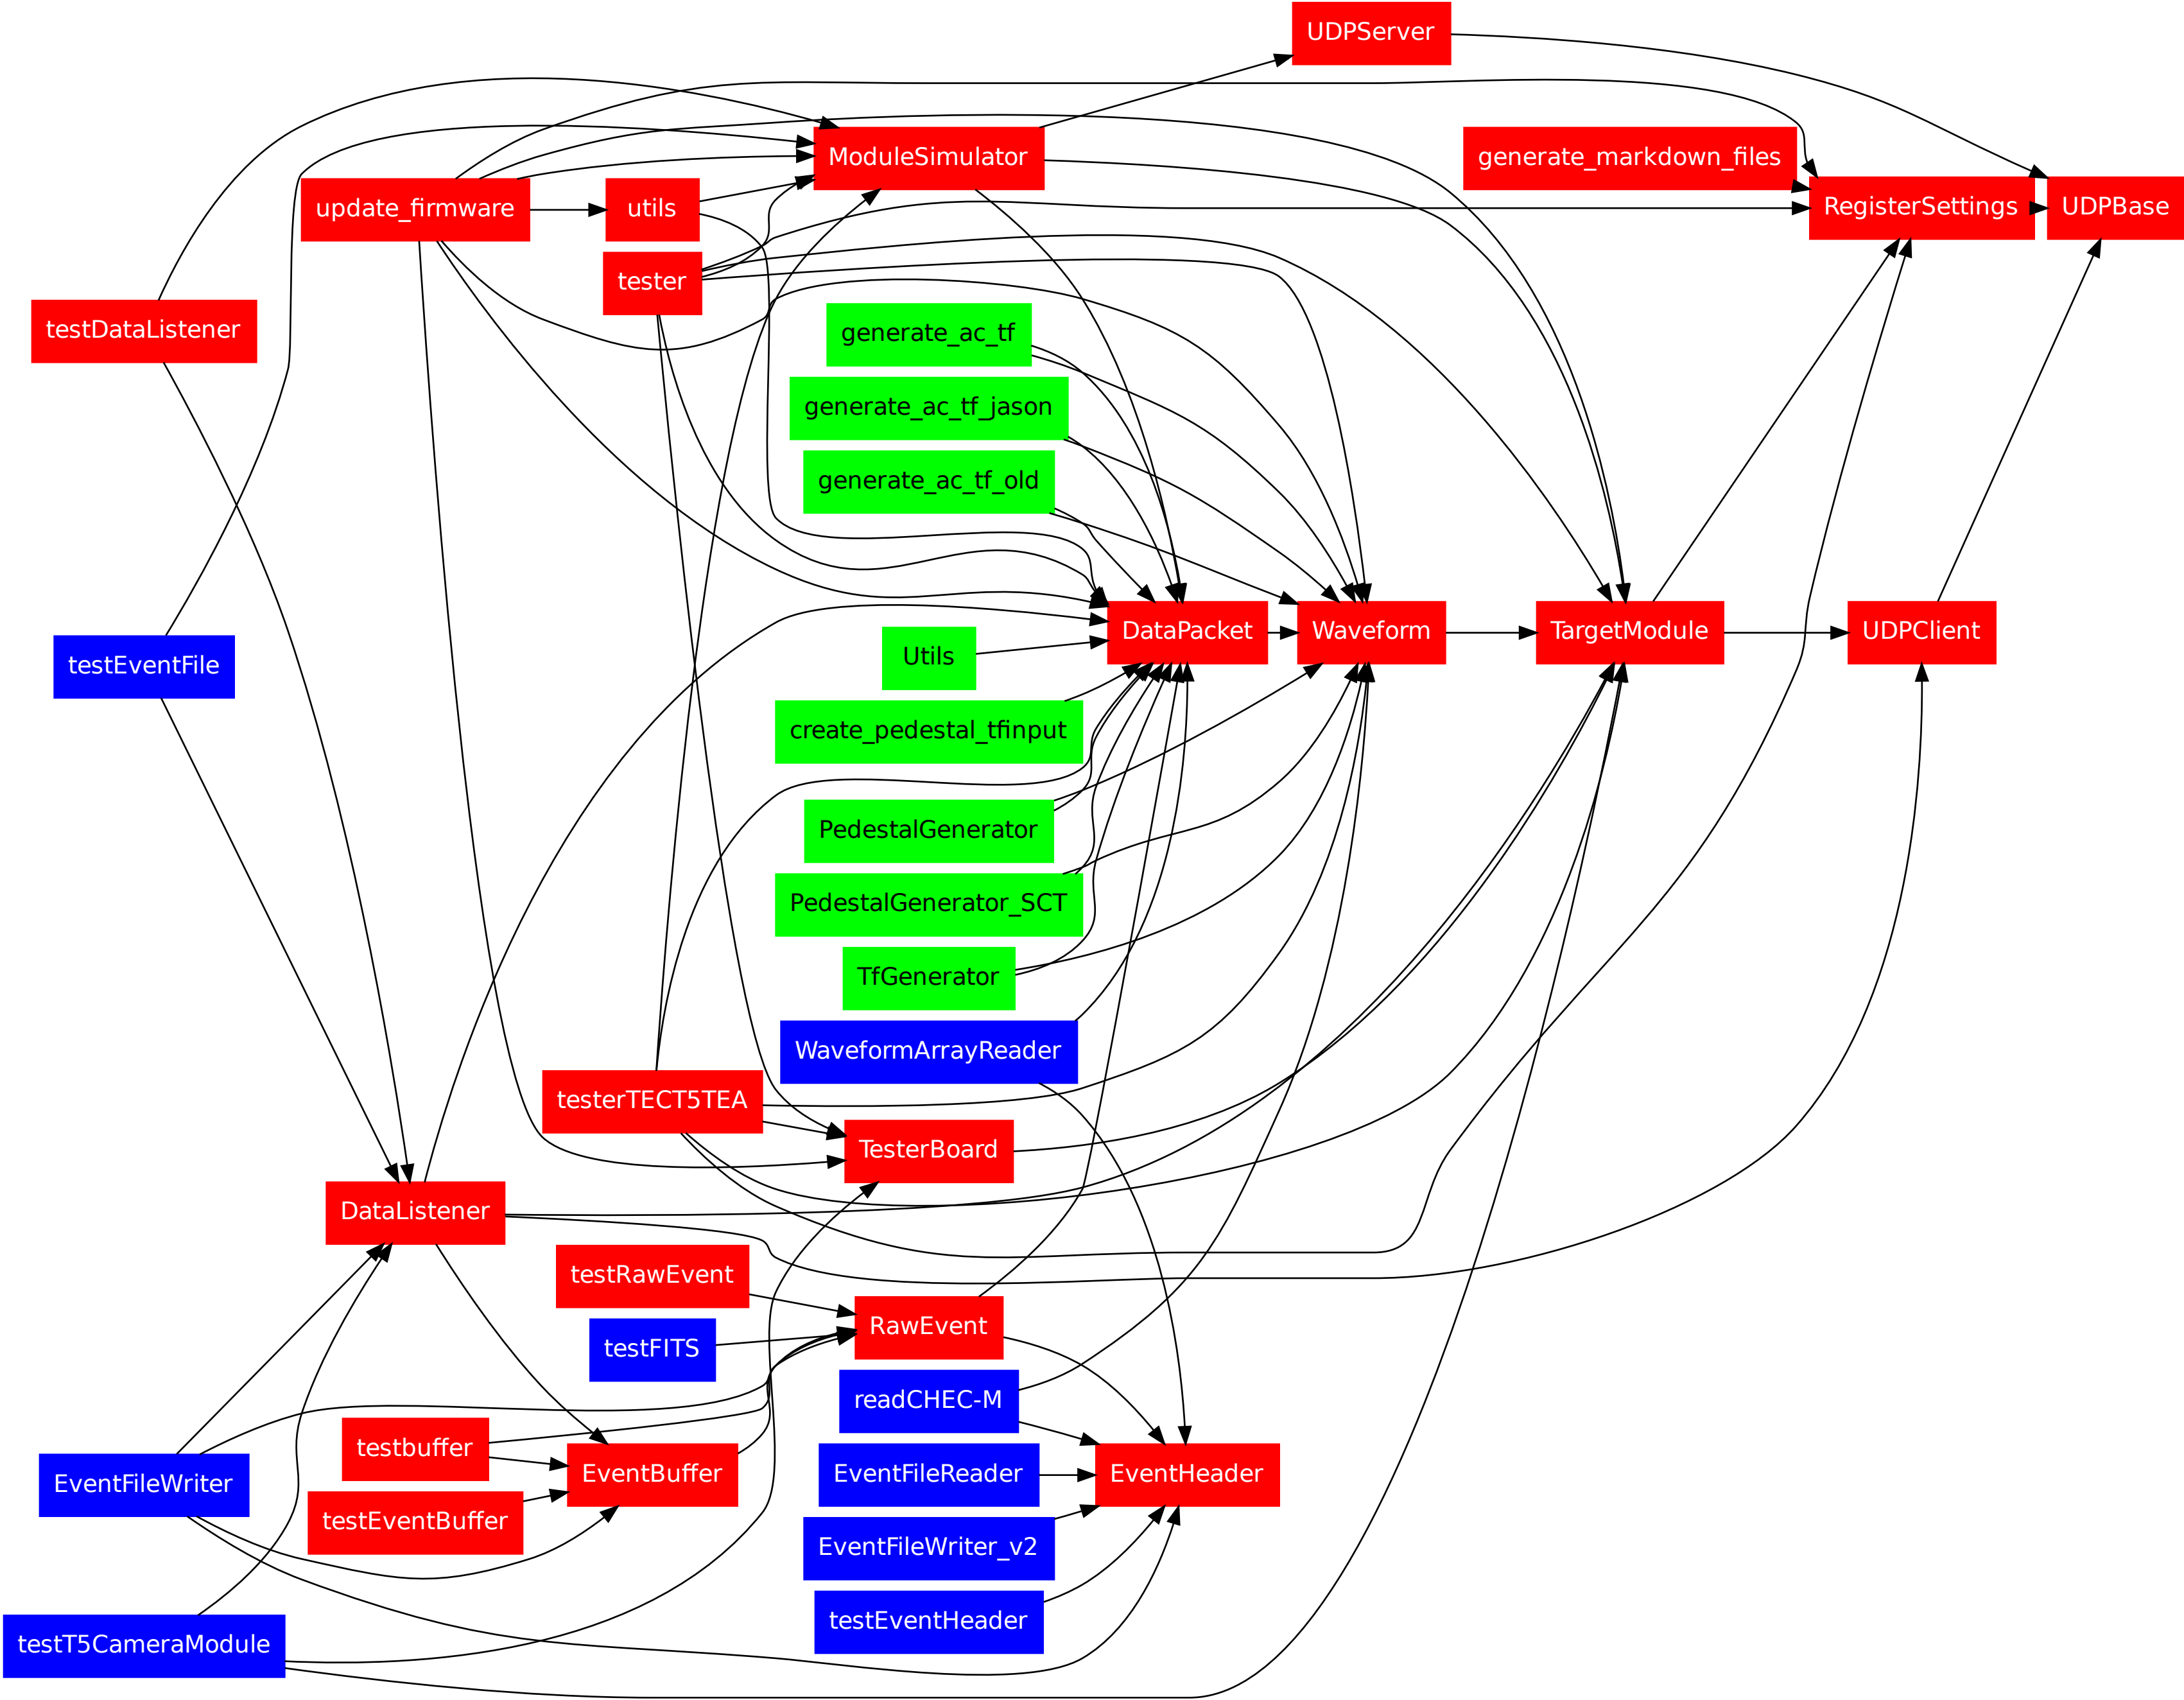 UDPServer
ModuleSimulator
generate_markdown_files
update_firmware
utils
RegisterSettings
UDPBase
tester
testDataListener
generate_ac_tf
generate_ac_tf_jason
generate_ac_tf_old
DataPacket
Waveform
TargetModule
UDPClient
Utils
testEventFile
create_pedestal_tfinput
PedestalGenerator
PedestalGenerator_SCT
TfGenerator
WaveformArrayReader
testerTECT5TEA
TesterBoard
DataListener
testRawEvent
RawEvent
testFITS
readCHEC-M
testbuffer
EventFileWriter
EventBuffer
EventFileReader
EventHeader
testEventBuffer
EventFileWriter_v2
testEventHeader
testT5CameraModule